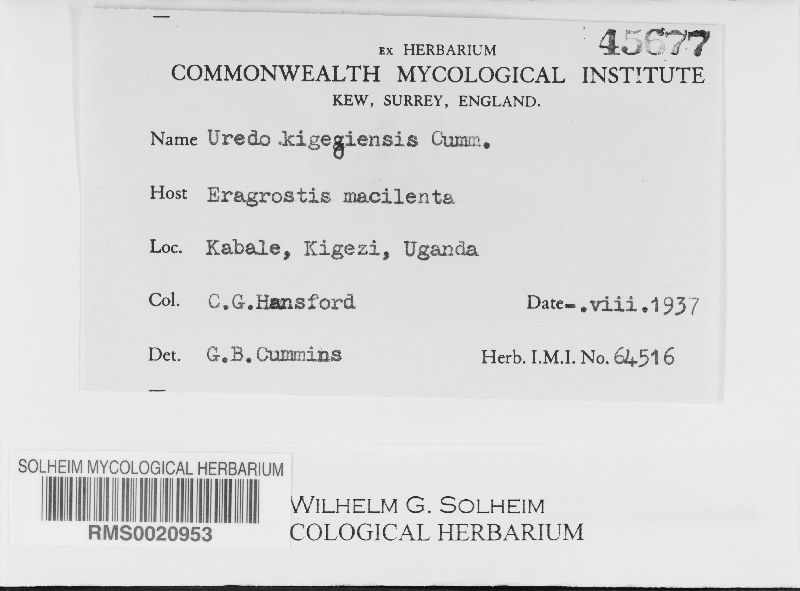 45677
EX HERBARIUM
COMMONWEALTH MYCOLOGICAL INSTITUTE
KEW, SURREY, ENGLAND.
Name Uredo kigegiensis Cumm.
Host Eragrostis macilenta
Loc. Kabale, Kigezi, Uganda
Col. C.G.Hansford Date-.viii.1937
Det. G.B.Cummins Herb. I.M.I. No. 64516
SOLHEIM MYCOLOGICAL HERBARIUM
RMS0020953
WILHELM G. SOLHEIM
COLOGICAL HERBARIUM